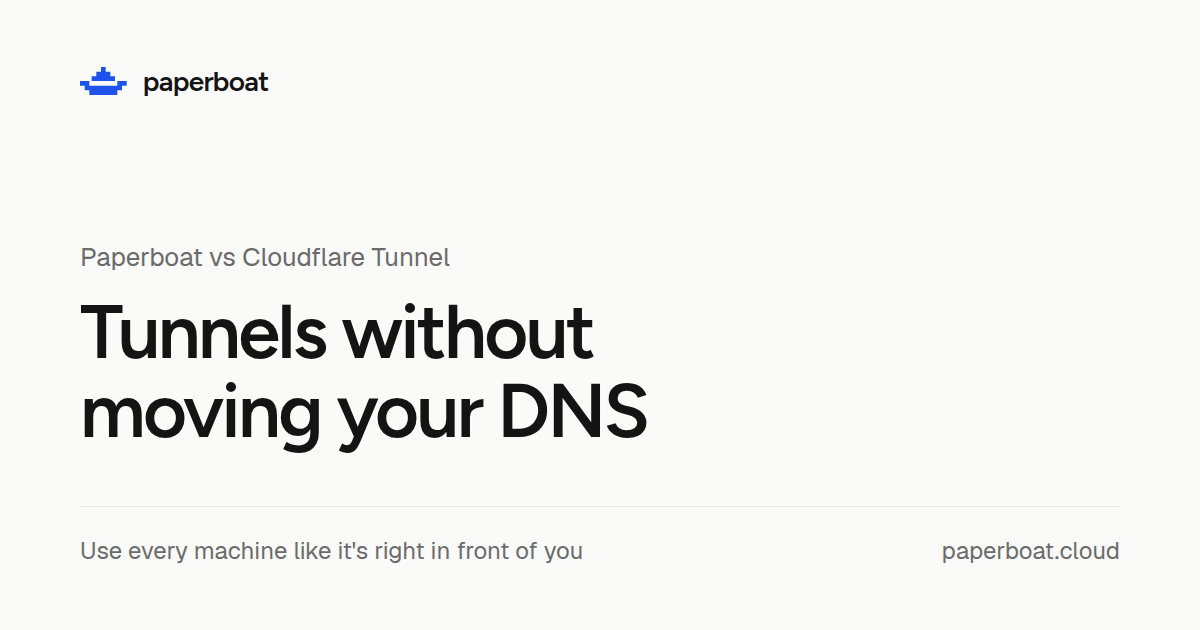 paperboat
Paperboat vs Cloudflare Tunnel
Tunnels without
moving your DNS
Use every machine like it's right in front of you
paperboat.cloud